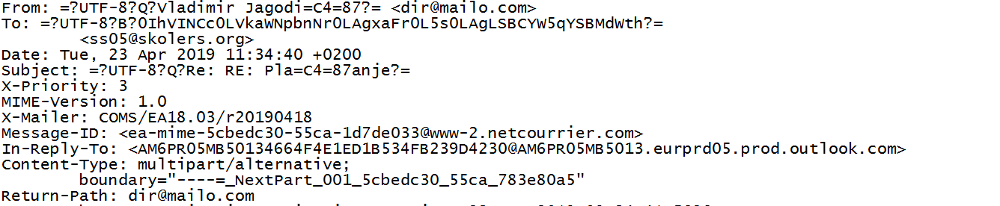 From: =?UTF-8?Q?Vladimir Jagodi=C4=87?= <dir@mailo.com>
To: =?UTF-8?B?0IhVINCc0LVkaWNpbnNr0LAgxaFr0L5s0LAgLSBCYW5qYSBMdWth?=
<ss05@skolers.org>
Date: Tue, 23 Apr 2019 11:34:40 +0200
Subject: =?UTF-8?Q?Re: RE: Pla=C4=87anje?=
X-Priority: 3
MIME-Version: 1.0
X-Mailer: COMS/EA18.03/r20190418
Message-ID: <ea-mime-5cbedc30-55ca-1d7de033@www-2.netcourrier.com>
In-Reply-To: <AM6PR05MB50134664F4E1ED1B534FB239D4230@AM6PR05MB5013.eurprd05.prod.outlook.com>
Content-Type: multipart/alternative;
boundary="----=_NextPart_001_5cbedc30_55ca_783e80a5"
Return-Path: dir@mailo.com